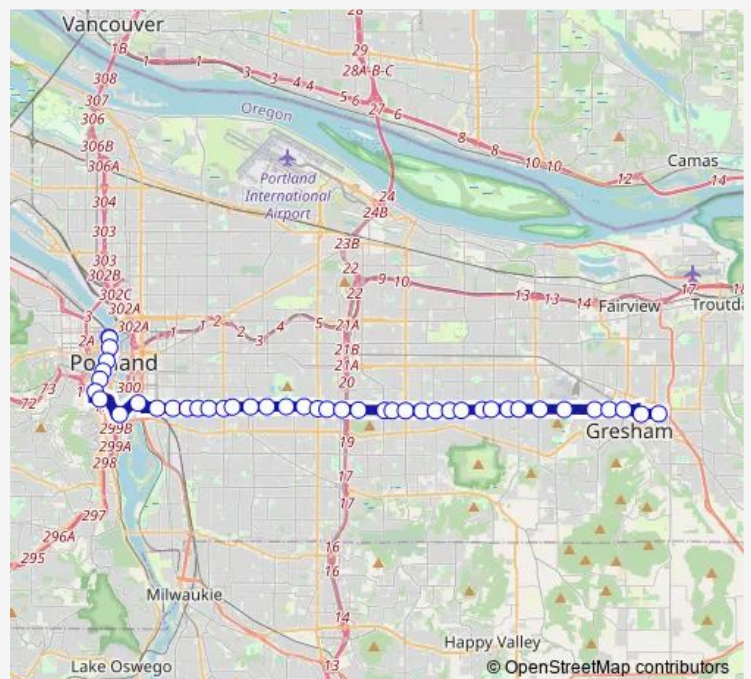 Vancouver
28
1B
1
1
3
3
4
4
29
28A-B-C
5
6
27
6
308
307
306
Oregon
8
8
10
10
12
14
Camas
306B
306A
Portland
International
Airport
304
24
24B
303
23B
303
302B
302C
22
22
9
10
13
13
14
17
Fairview
Troutda
3
302A
302A
2A
1
1
2
2
3
4
5
21A
21B
21A
20
Portland
72
73
1
300
299B
299A
298
19
Gresham
297
17
17
296A
295
16
16
Milwaukie
14
13
Happy Valley
Lake Oswego
© OpenStreetMap contributors